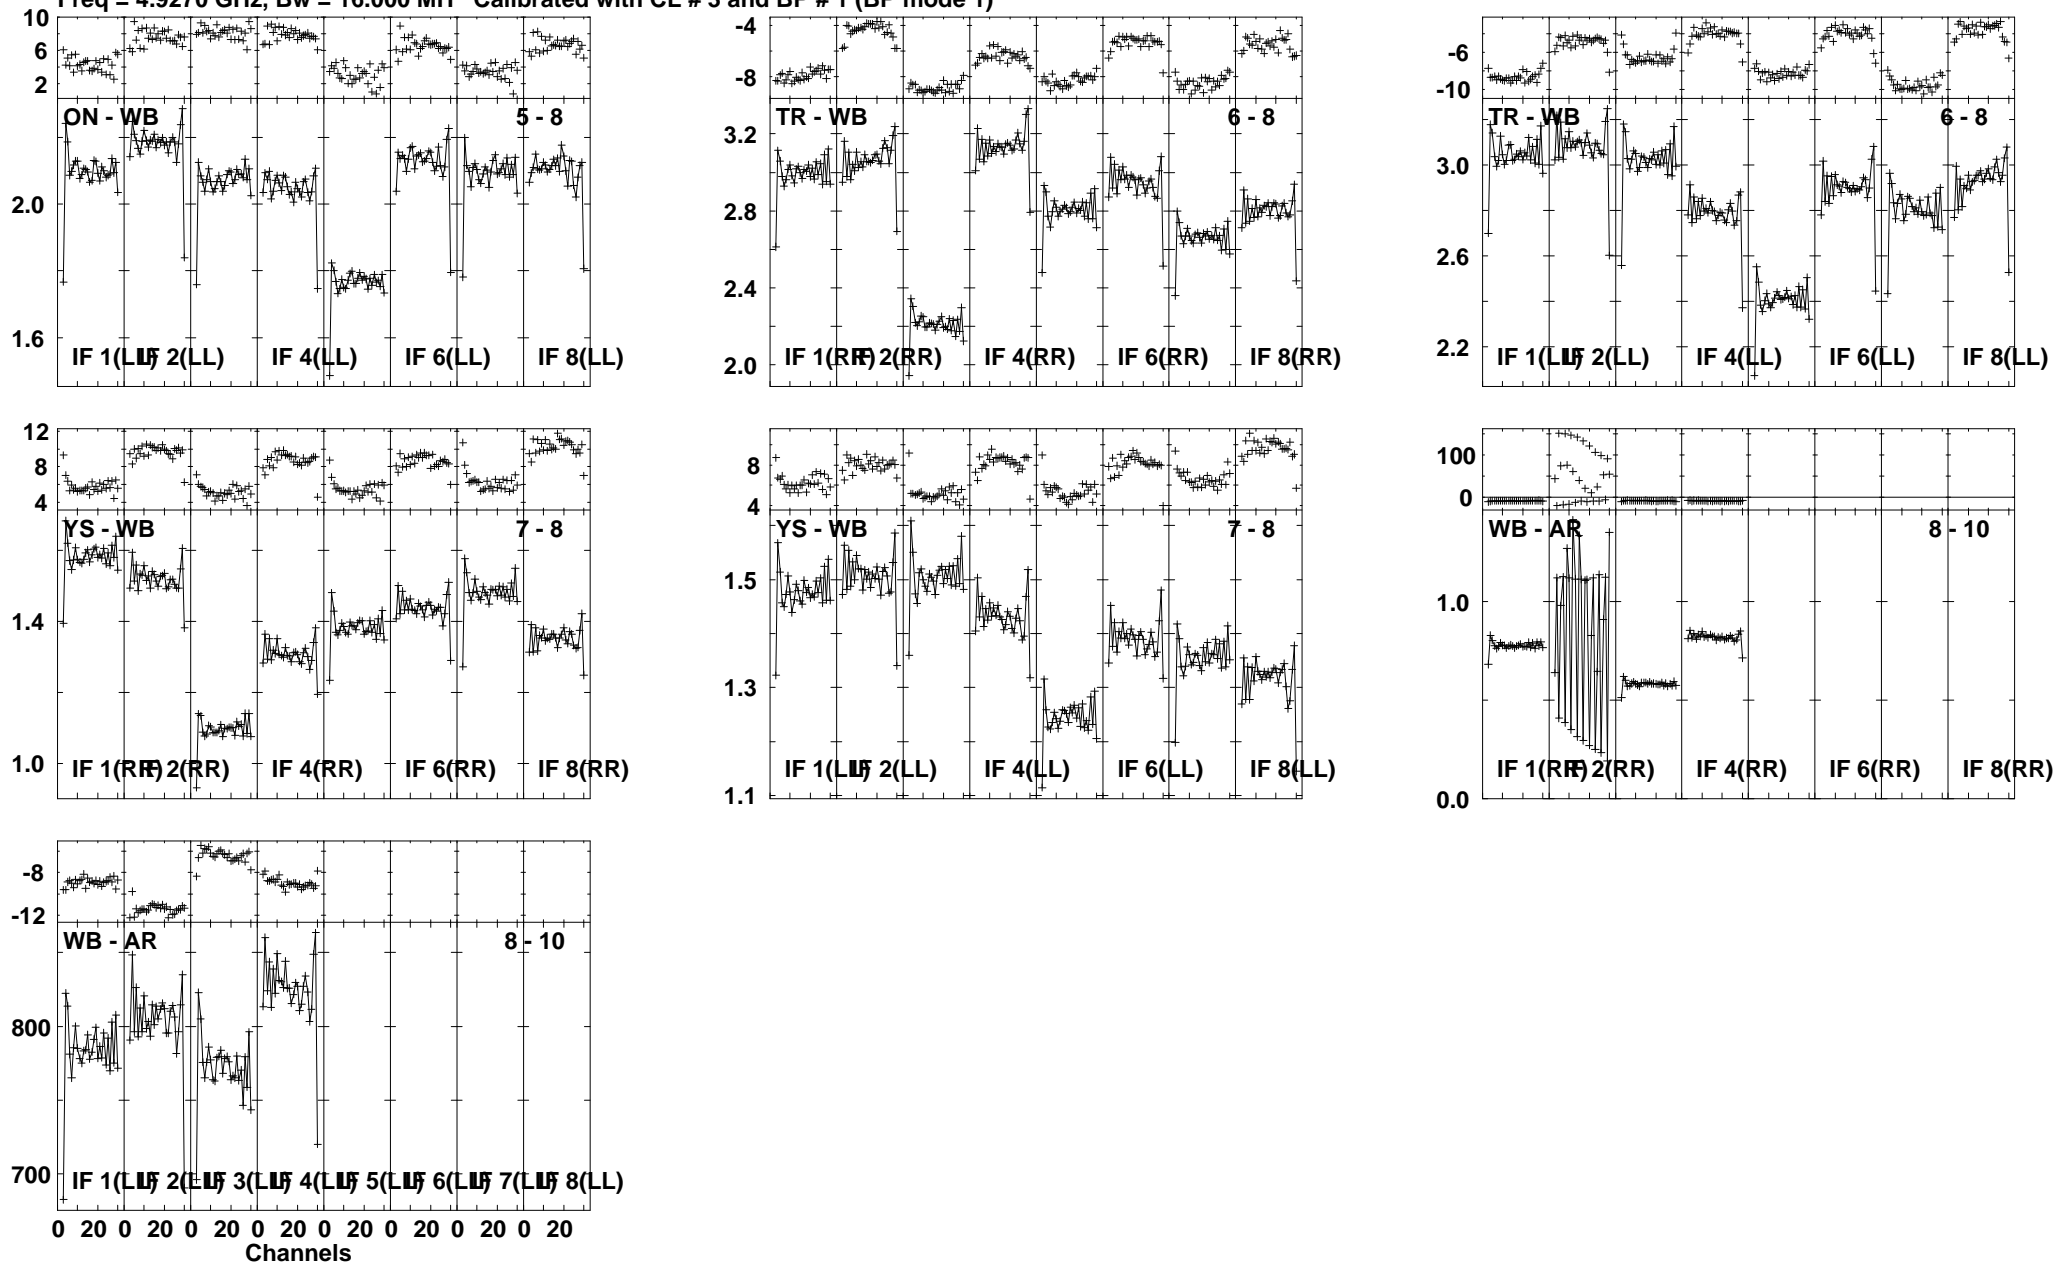 Freq = 4.9270 GHz, Bw = 16.000 MH Calibrated with CL # 3 and BP # 1 (BP mode 1)
10
6
2
ON - WB 5 - 8
2.0
1.6
IF 1(LL) IF 2(LL) IF 4(LL) IF 6(LL) IF 8(LL)
-4
-8
TR - WB 6 - 8
3.2
2.8
2.4
2.0
IF 1(RR) IF 2(RR) IF 4(RR) IF 6(RR) IF 8(RR)
-6
-10
TR - WB 6 - 8
3.0
2.6
2.2
IF 1(LL) IF 2(LL) IF 4(LL) IF 6(LL) IF 8(LL)
12
8
4
YS - WB 7 - 8
1.4
1.0
IF 1(RR) IF 2(RR) IF 4(RR) IF 6(RR) IF 8(RR)
8
4
YS - WB 7 - 8
1.5
1.3
1.1
IF 1(LL) IF 2(LL) IF 4(LL) IF 6(LL) IF 8(LL)
100
0
WB - AR 8 - 10
1.0
0.0
IF 1(RR) IF 2(RR) IF 4(RR) IF 6(RR) IF 8(RR)
-8
-12
WB - AR 8 - 10
800
700
IF 1(LL) IF 2(LL) IF 3(LL) IF 4(LL) IF 5(LL) IF 6(LL) IF 7(LL) IF 8(LL)
0 20 0 20 0 20 0 20 0 20 0 20 0 20 0 20
Channels